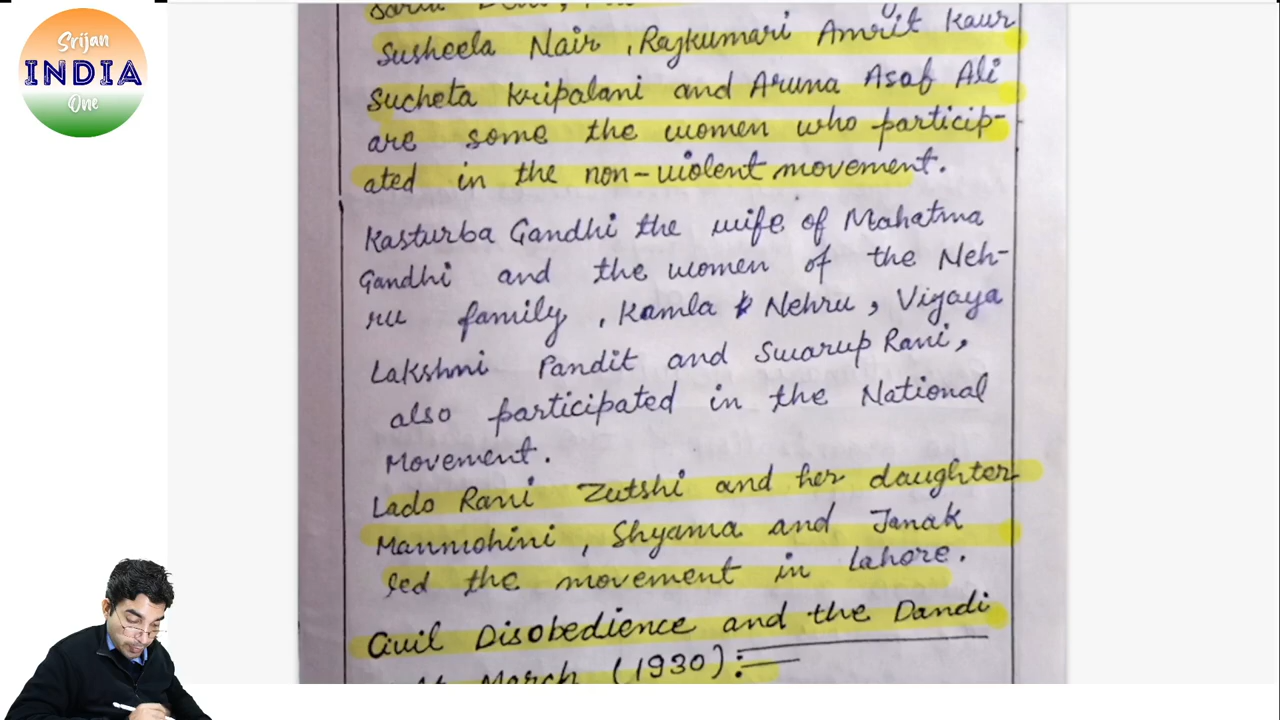 Srijan
INDIA
One
Susheela Nair, Rajkumari Amrit Kaur
Sucheta Kripalani and Aruna Asaf Ali
are some the women who particip-
ated in the non-violent movement.
Kasturba Gandhi the wife of Mahatma
Gandhi and the women of the Neh-
ru family, Kamla Nehru, Vijaya
Lakshmi Pandit and Swarup Rani,
also participated in the National
Movement.
Lado Rani Zutshi and her daughter
Manmohini, Shyama and Janak
led the movement in Lahore.
Civil Disobedience and the Dandi
March (1930):